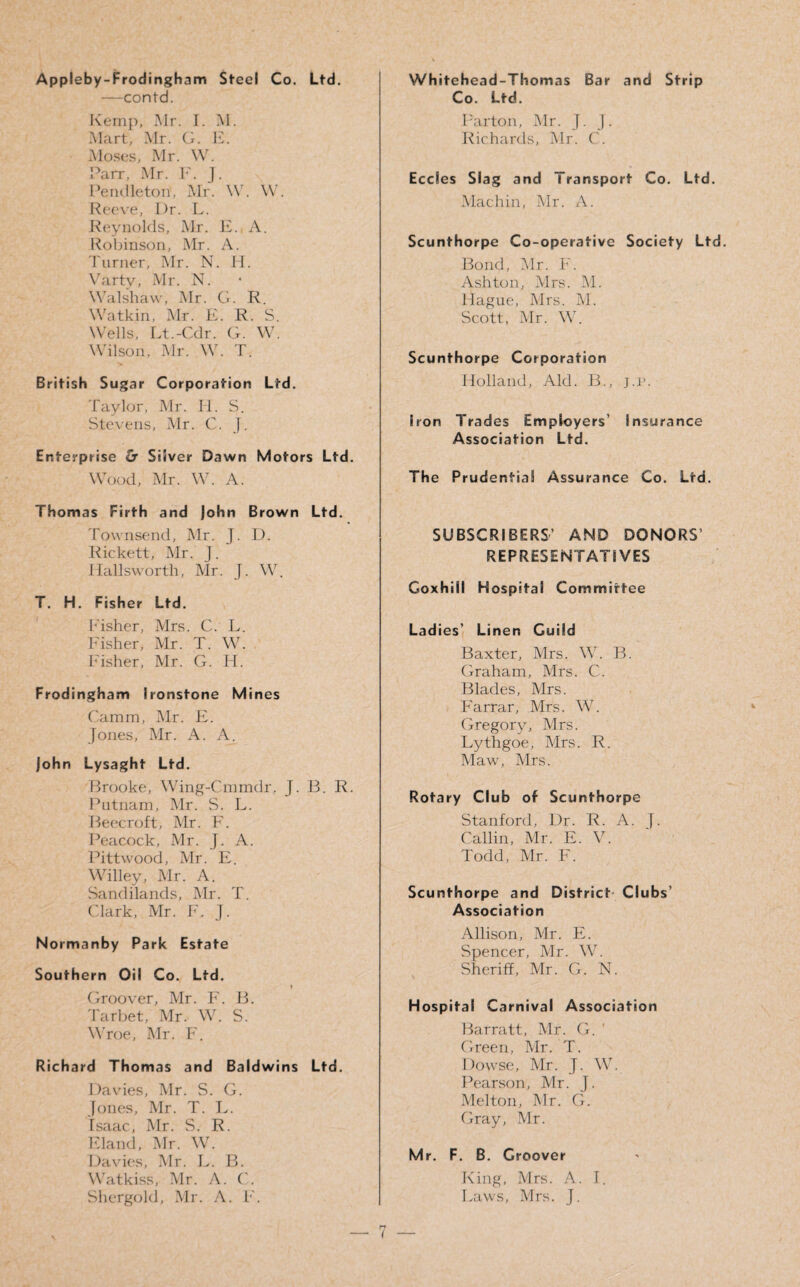 Appleby-Frodingham Steel Co. Ltd.
—contd.
Kemp, Mr. I. M.
Mart, Mr. G. E.
Moses, Mr. W.
Parr, Mr. F. J.
Pendleton, Mr. W. W.
Reeve, Dr. L.
Reynolds, Mr. E. A.
Robinson, Mr. A.
Turner, Mr. N. H.
Varty, Mr. N.
Walshaw, Mr. G. R.
Watkin, Mr. E. R. S.
Wells, Lt.-Cdr. G. W.
Wilson, Mr. W. T.
British Sugar Corporation Ltd.
Taylor, Mr. H. S.
Stevens, Mr. C. J.
Enterprise & Silver Dawn Motors Ltd.
Wood, Mr. W. A.
Thomas Firth and John Brown Ltd.
Townsend, Mr. J. D.
Rickett, Mr. J.
Hallsworth, Mr. J. W.
T. H. Fisher Ltd.
Fisher, Mrs. C. L.
Fisher, Mr. T. W.
Fisher, Mr. G. H.
Frodingham Ironstone Mines
Camm, Mr. E.
Jones, Mr. A. A.
John Lysaght Ltd.
Brooke, Wing-Cmmdr. J. B. R.
Putnam, Mr. S. L.
Beecroft, Mr. F.
Peacock, Mr. J. A.
Pittwood, Mr. E.
Willey, Mr. A.
Sandilands, Mr. T.
Clark, Mr. F. J.
Normanby Park Estate
Southern Oil Co. Ltd.
Groover, Mr. F. B.
Tarbet, Mr. W. S.
Wroe, Mr. F.
Richard Thomas and Baldwins Ltd.
Davies, Mr. S. G.
Jones, Mr. T. L.
Isaac, Mr. S. R.
Eland, Mr. W.
Davies, Mr. L. B.
Watkiss, Mr. A. C.
Shergold, Mr. A. F.
Whitehead-Thomas Bar and Strip
Co. Ltd.
Parton, Mr. J. J.
Richards, Mr. C.
Eccles Slag and Transport Co. Ltd.
Machin, Mr. A.
Scunthorpe Co-operative Society Ltd.
Bond, Mr. F.
Ashton, Mrs. M.
Hague, Mrs. M.
Scott, Mr. W.
Scunthorpe Corporation
Holland, Ald. B., J.P.
Iron Trades Employers' Insurance
Association Ltd.
The Prudential Assurance Co. Ltd.
SUBSCRIBERS' AND DONORS'
REPRESENTATIVES
Goxhill Hospital Committee
Ladies' Linen Guild
Baxter, Mrs. W. B.
Graham, Mrs. C.
Blades, Mrs.
Farrar, Mrs. W.
Gregory, Mrs.
Lythgoe, Mrs. R.
Maw, Mrs.
Rotary Club of Scunthorpe
Stanford, Dr. R. A. J.
Callin, Mr. E. V.
Todd, Mr. F.
Scunthorpe and District Clubs'
Association
Allison, Mr. E.
Spencer, Mr. W.
Sheriff, Mr. G. N.
Hospital Carnival Association
Barratt, Mr. G.
Green, Mr. T.
Dowse, Mr. J. W.
Pearson, Mr. J.
Melton, Mr. G.
Gray, Mr.
Mr. F. B. Groover
King, Mrs. A. I.
Laws, Mrs. J.
— 7 —